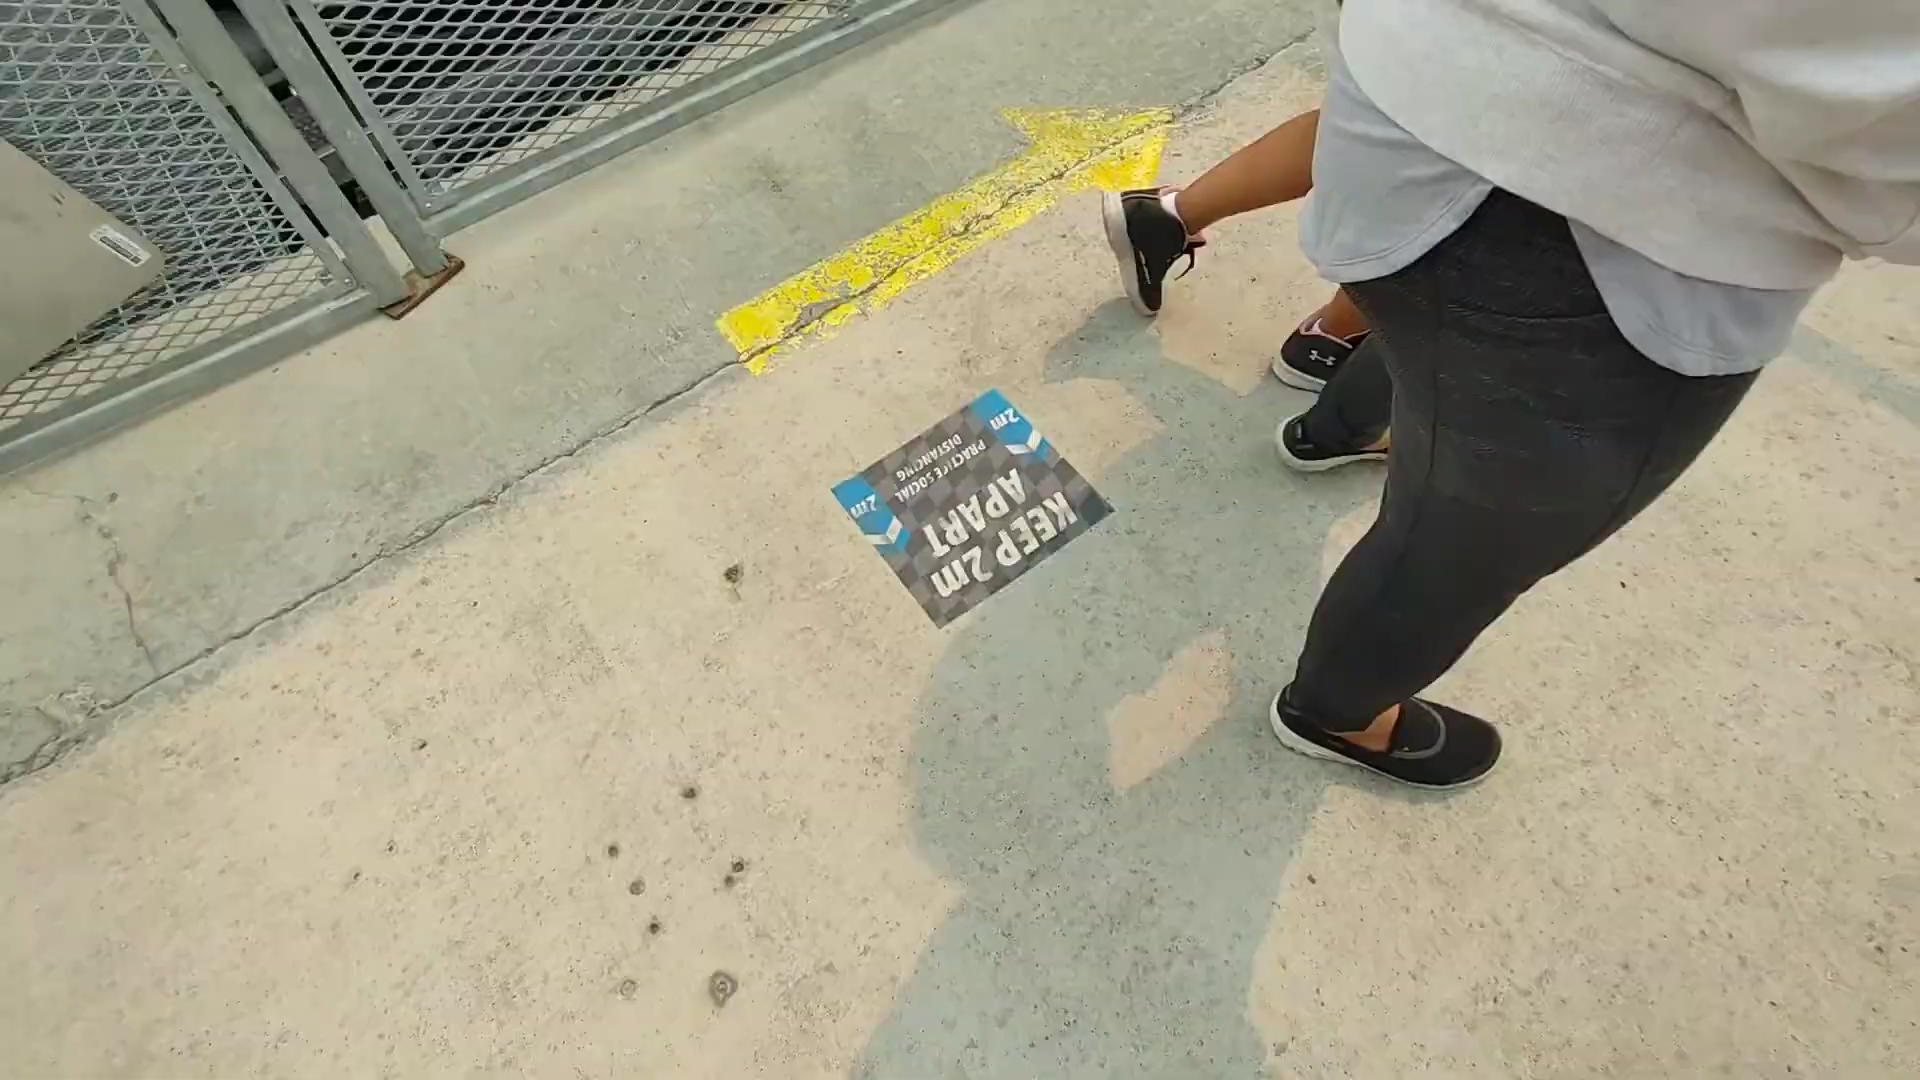 KEEP 2m
APART
PRACTICE SOCIAL
DISTANCING
2m
2m